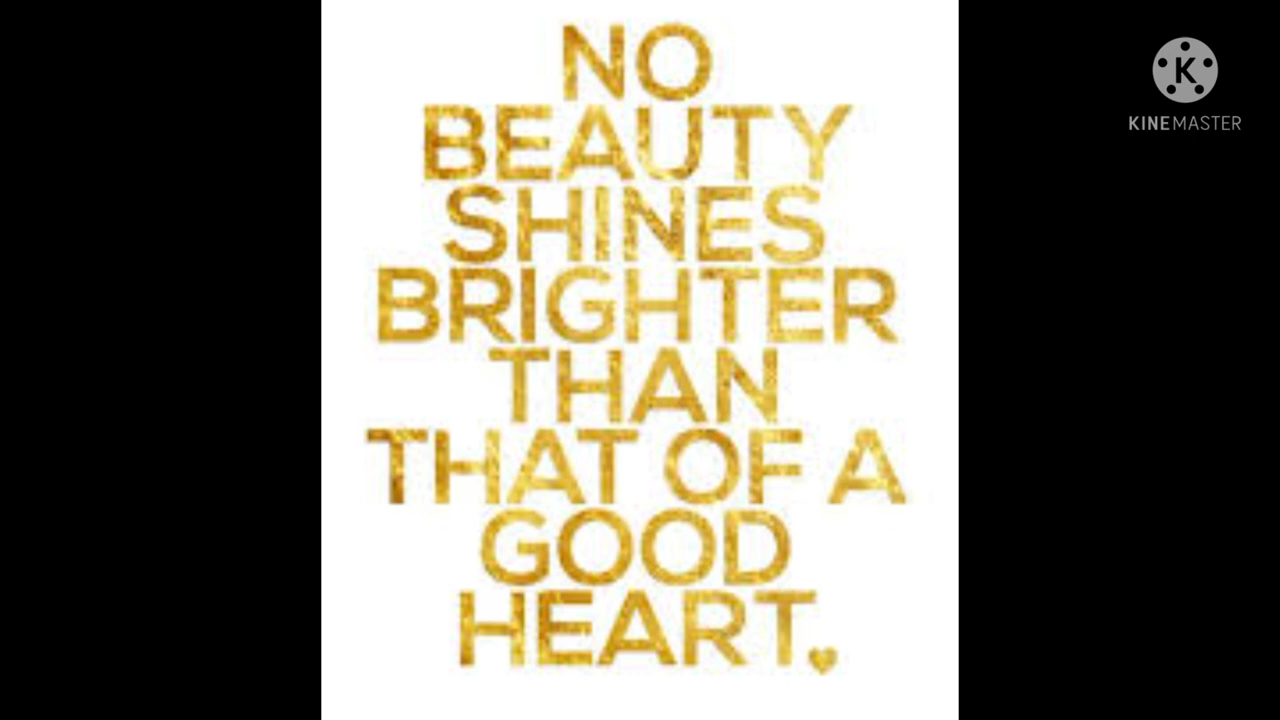 NO
BEAUTY
SHINES
BRIGHTER
THAN
THAT OF A
GOOD
HEART
KINEMASTER